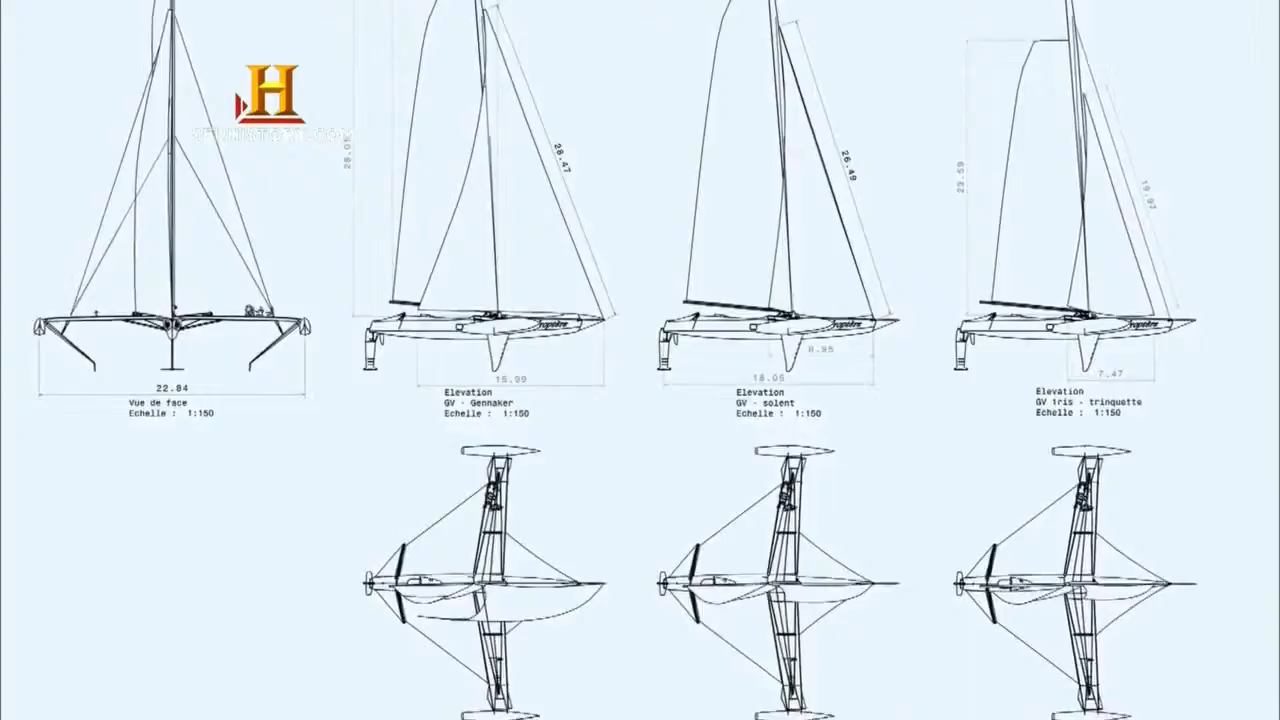 H
28.47
26.49
23.59
19.97
22.84
15.99
8.95
18.05
7.47
Vue de face
Echelle : 1:150
Elevation
GV - Gennaker
Echelle : 1:150
Elevation
GV - solent
Echelle : 1:150
Elevation
GV 1ris - trinquette
Echelle : 1:150